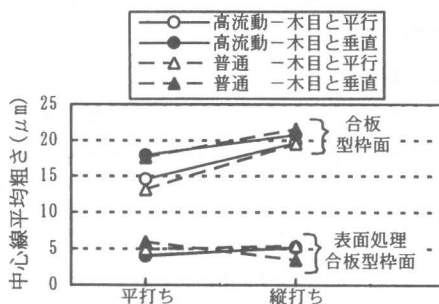 高流動－木目と平行
高流動－木目と垂直
普通 －木目と平行
普通 －木目と垂直
中心線平均粗さ(μm)
25
20
15
10
5
0
合板
型枠面
表面処理
合板型枠面
平打ち
縦打ち